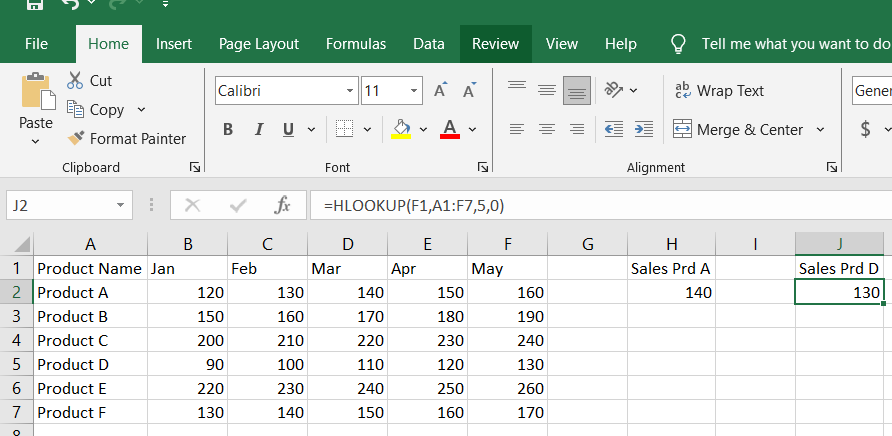 File Home Insert Page Layout Formulas Data Review View Help Tell me what you want to do
Cut
Copy
Paste
Format Painter
Clipboard
Calibri 11 A A
B I U A
Font
ab Wrap Text
Merge & Center
Alignment
Gener
$
J2 fx =HLOOKUP(F1,A1:F7,5,0)
A B C D E F G H I J
1 Product Name Jan Feb Mar Apr May Sales Prd A Sales Prd D
2 Product A 120 130 140 150 160 140 130
3 Product B 150 160 170 180 190
4 Product C 200 210 220 230 240
5 Product D 90 100 110 120 130
6 Product E 220 230 240 250 260
7 Product F 130 140 150 160 170
8